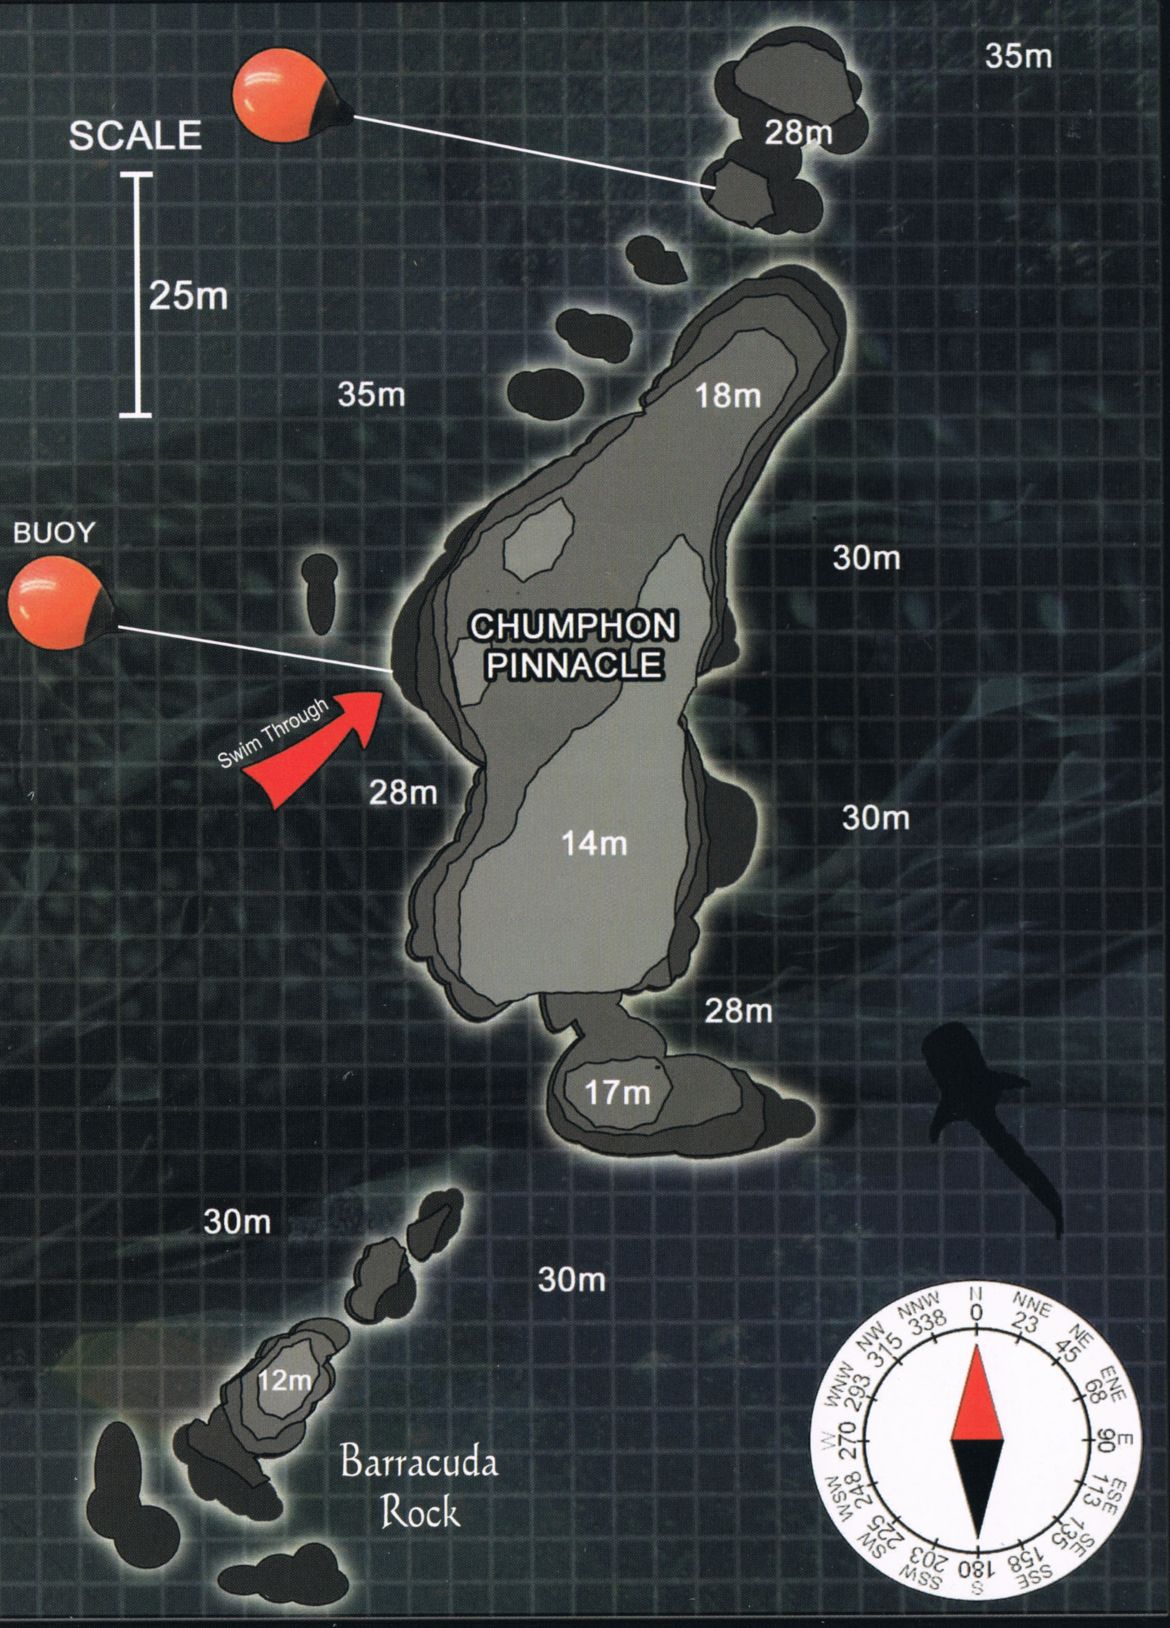 35m
SCALE
28m
25m
35m
18m
BUOY
30m
CHUMPHON
PINNACLE
Swim Through
28m
30m
14m
28m
17m
30m
30m
12m
Barracuda
Rock
N
0
NNE
23
NE
45
ENE
68
E
90
ESE
113
SE
135
SSE
158
S
180
SSW
203
SW
225
WSW
248
W
270
WNW
293
NW
315
NNW
338